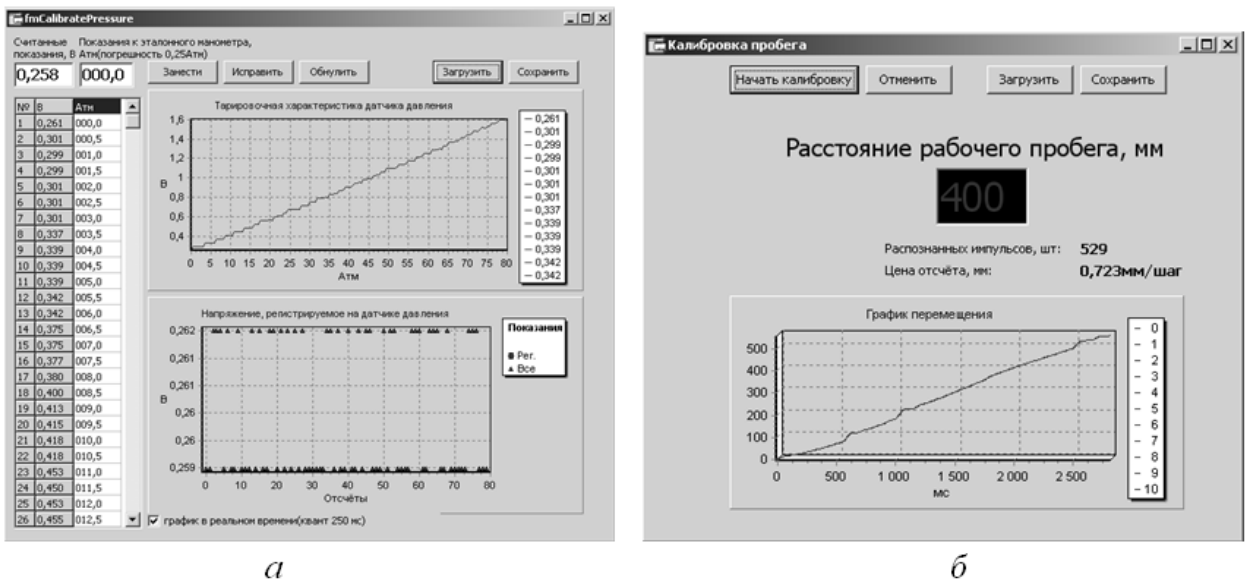 fmCalibratePressure
Считанные Показания к эталонного манометра,
показания, В Атн(погрешность 0,25Атн)
0,258 000,0 Занести Исправить Обнулить Загрузить Сохранить
№ В Атн
1 0,261 000,0
2 0,301 000,5
3 0,299 001,0
4 0,299 001,5
5 0,301 002,0
6 0,301 002,5
7 0,301 003,0
8 0,337 003,5
9 0,339 004,0
10 0,339 004,5
11 0,339 005,0
12 0,342 005,5
13 0,342 006,0
14 0,375 006,5
15 0,375 007,0
16 0,377 007,5
17 0,380 008,0
18 0,400 008,5
19 0,413 009,0
20 0,415 009,5
21 0,418 010,0
22 0,418 010,5
23 0,453 011,0
24 0,450 011,5
25 0,453 012,0
26 0,455 012,5
Тарировочная характеристика датчика давления
1,6
1,4
1,2
1
0,8
0,6
0,4
В
0 5 10 15 20 25 30 35 40 45 50 55 60 65 70 75 80
Атм
0,261
0,301
0,299
0,299
0,301
0,301
0,301
0,337
0,339
0,339
0,339
0,342
0,342
Напряжение, регистрируемое на датчике давления
0,262
0,261
0,261
0,26
0,26
0,259
В
0 10 20 30 40 50 60 70 80
Отсчёты
Показания
Рег.
Все
график в реальном времени(квант 250 мс)
а
Калибровка пробега
Начать калибровку Отменить Загрузить Сохранить
Расстояние рабочего пробега, мм
400
Распознанных импульсов, шт: 529
Цена отсчёта, мм: 0,723мм/шаг
График перемещения
500
400
300
200
100
0
0 500 1 000 1 500 2 000 2 500
мс
0
1
2
3
4
5
6
7
8
9
10
б